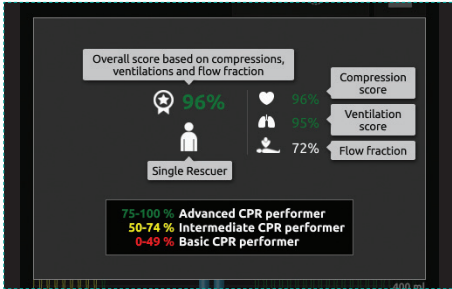 Overall score based on compressions,
ventilations and flow fraction
96%
Single Rescuer
96%
Compression
score
95%
Ventilation
score
72%
Flow fraction
75-100 % Advanced CPR performer
50-74 % Intermediate CPR performer
0-49 % Basic CPR performer
400 ml